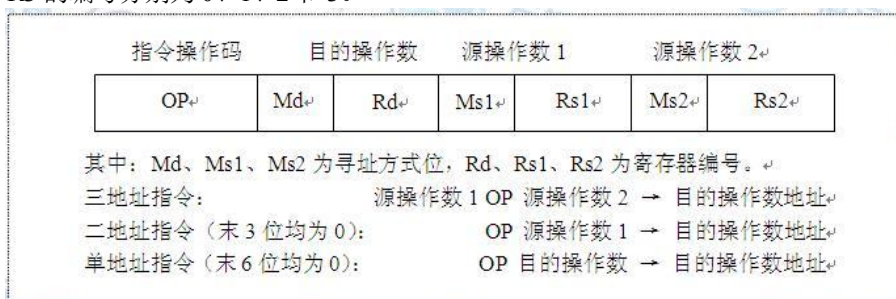 指令操作码 目的操作数 源操作数 1 源操作数 2↵
OP↵ Md↵ Rd↵ Ms1↵ Rs1↵ Ms2↵ Rs2↵
其中：Md、Ms1、Ms2 为寻址方式位，Rd、Rs1、Rs2 为寄存器编号。↵
三地址指令： 源操作数 1 OP 源操作数 2 → 目的操作数地址↵
二地址指令（末 3 位均为 0）： OP 源操作数 1 → 目的操作数地址↵
单地址指令（末 6 位均为 0）： OP 目的操作数 → 目的操作数地址↵